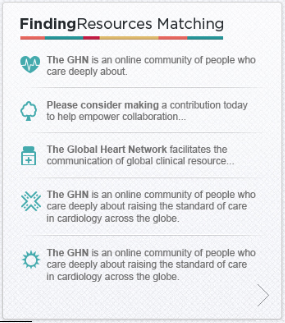 FindingResources Matching
The GHN is an online community of people who
care deeply about.
Please consider making a contribution today
to help empower collaboration...
The Global Heart Network facilitates the
communication of global clinical resource...
The GHN is an online community of people who
care deeply about raising the standard of care
in cardiology across the globe.
The GHN is an online community of people who
care deeply about raising the standard of care
in cardiology across the globe.